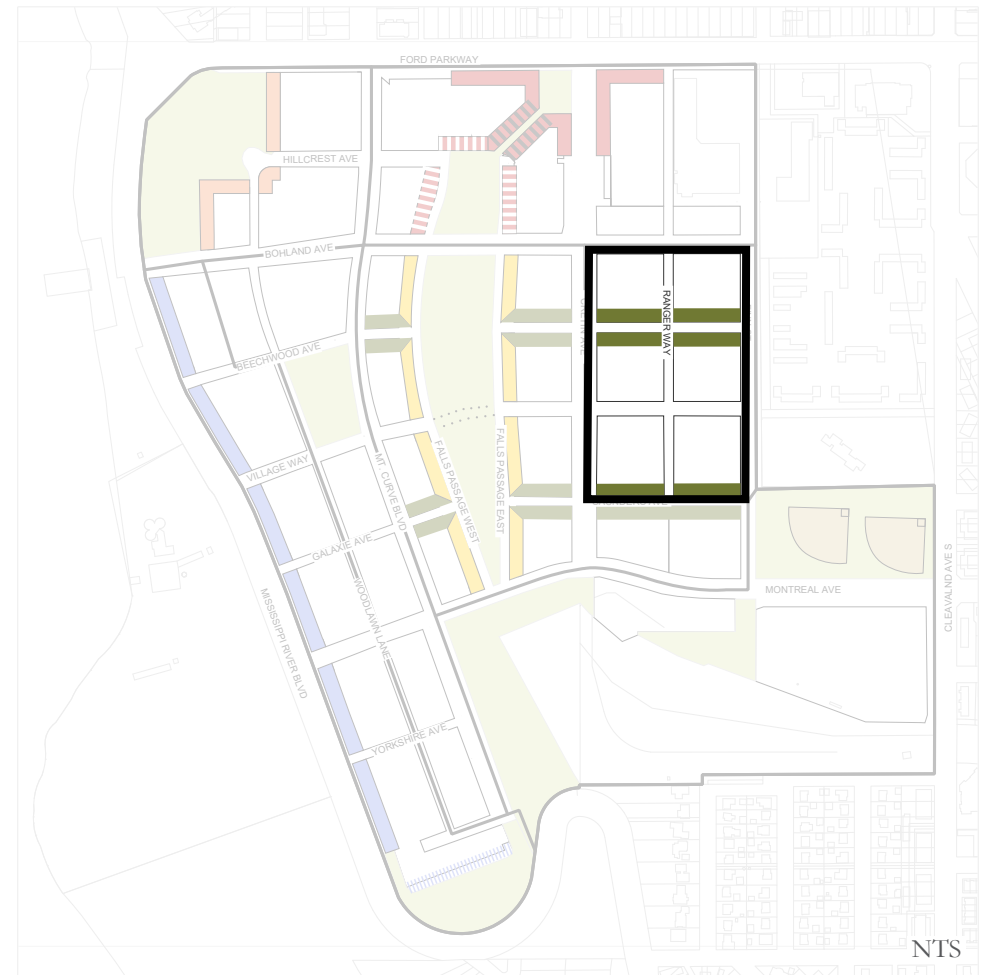 FORD PARKWAY
HILLCREST AVE
BOHLAND AVE
RANGER WAY
BEECHWOOD AVE
FALLS PASSAGE WEST
FALLS PASSAGE EAST
MT. CURVE BLVD
VILLAGE WAY
GALAXIE AVE
WOODLAWN LANE
MISSISSIPPI RIVER BLVD
MONTREAL AVE
CLEAVALND AVE S
YORKSHIRE AVE
NTS